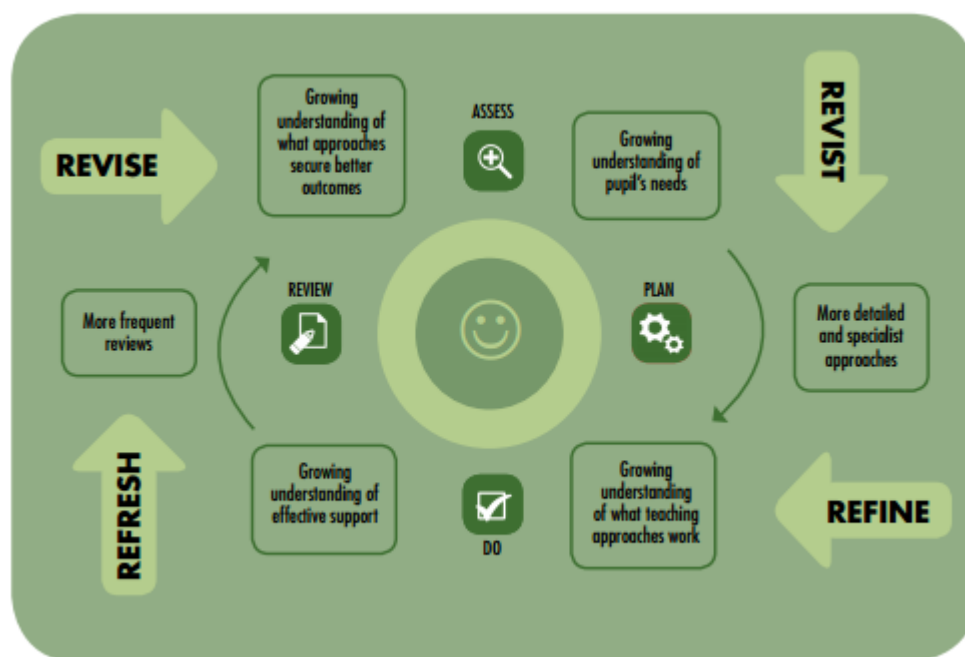 REVISE
Growing
understanding of
what approaches
secure better
outcomes
ASSESS
Growing
understanding of
pupil's needs
REVIST
More frequent
reviews
REVIEW
PLAN
More detailed
and specialist
approaches
REFRESH
Growing
understanding of
effective support
DO
Growing
understanding
of what teaching
approaches work
REFINE